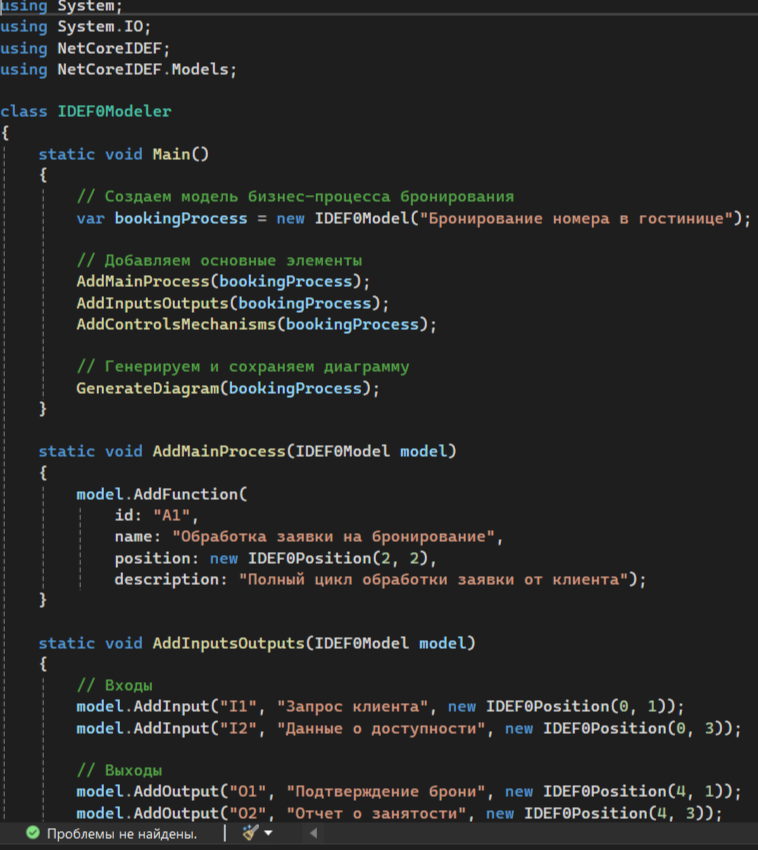 using System;
using System.IO;
using NetCoreIDEF;
using NetCoreIDEF.Models;
class IDEF0Modeler
{
static void Main()
{
// Создаем модель бизнес-процесса бронирования
var bookingProcess = new IDEF0Model("Бронирование номера в гостинице");
// Добавляем основные элементы
AddMainProcess(bookingProcess);
AddInputsOutputs(bookingProcess);
AddControlsMechanisms(bookingProcess);
// Генерируем и сохраняем диаграмму
GenerateDiagram(bookingProcess);
}
static void AddMainProcess(IDEF0Model model)
{
model.AddFunction(
id: "A1",
name: "Обработка заявки на бронирование",
position: new IDEF0Position(2, 2),
description: "Полный цикл обработки заявки от клиента");
}
static void AddInputsOutputs(IDEF0Model model)
{
// Входы
model.AddInput("I1", "Запрос клиента", new IDEF0Position(0, 1));
model.AddInput("I2", "Данные о доступности", new IDEF0Position(0, 3));
// Выходы
model.AddOutput("O1", "Подтверждение брони", new IDEF0Position(4, 1));
model.AddOutput("O2", "Отчет о занятости", new IDEF0Position(4, 3));
Проблемы не найдены.